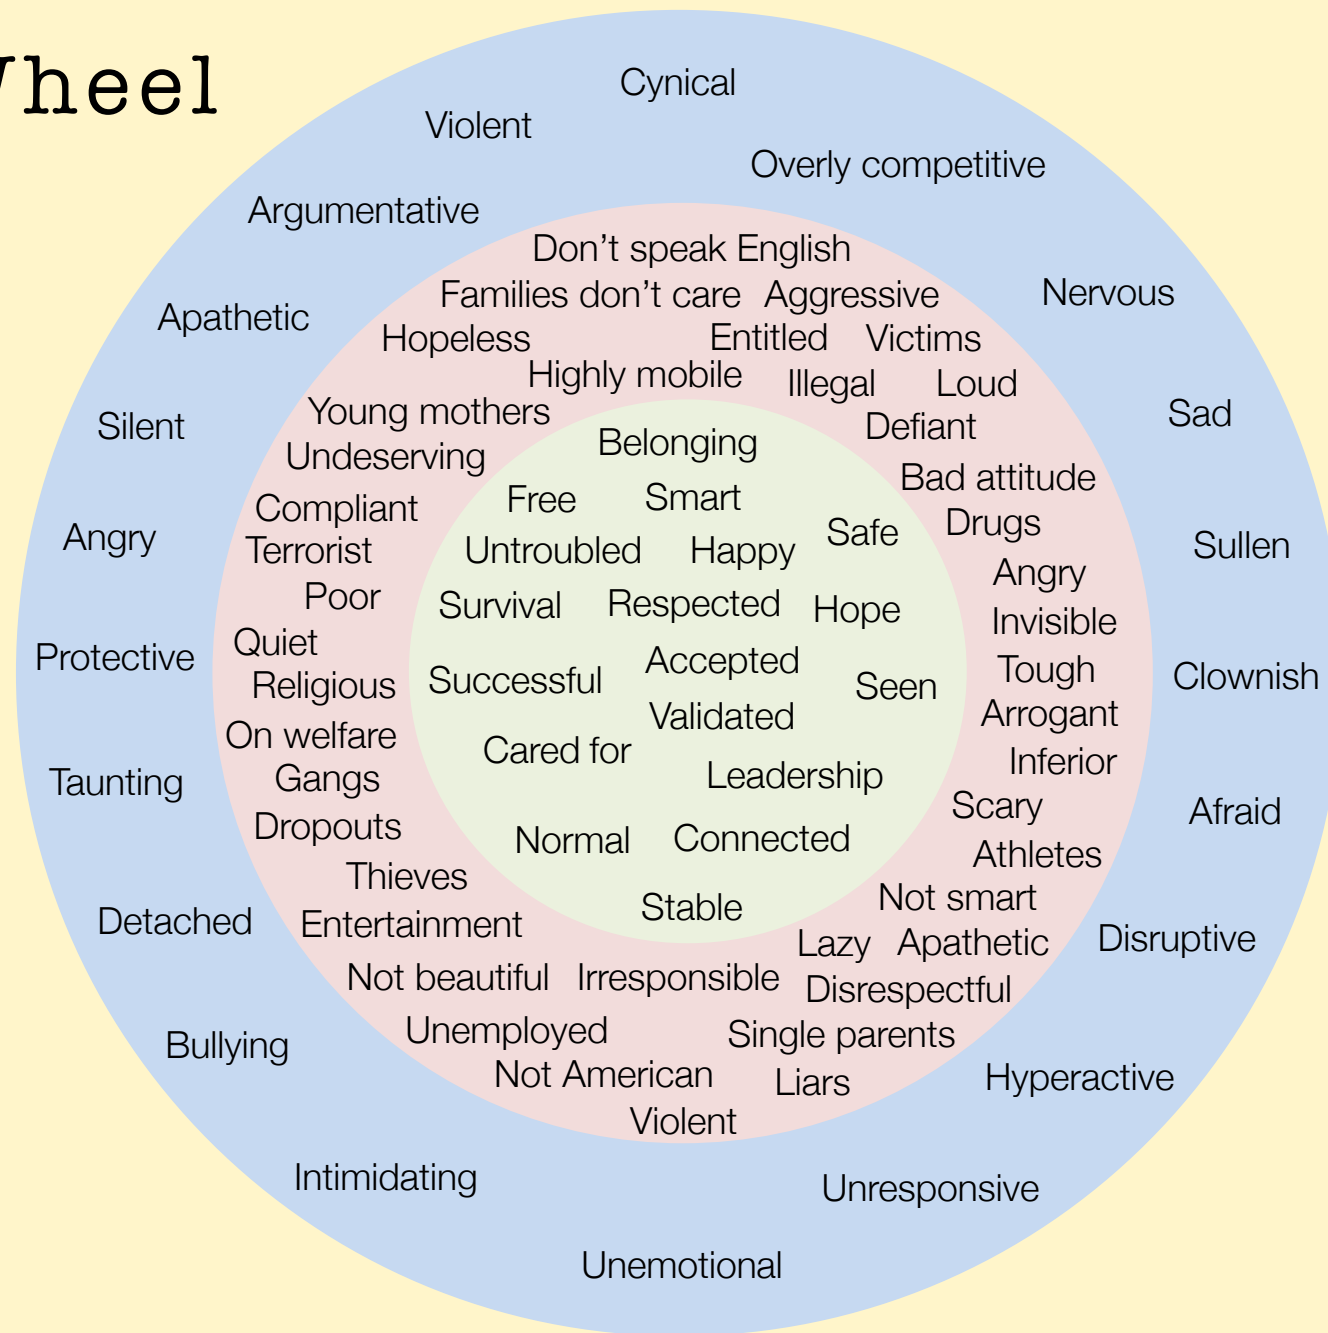 Wheel
Cynical
Violent
Overly competitive
Argumentative
Don’t speak English
Families don’t care
Aggressive
Nervous
Apathetic
Hopeless
Entitled
Victims
Highly mobile
Illegal
Loud
Young mothers
Silent
Defiant
Sad
Belonging
Undeserving
Bad attitude
Free
Smart
Compliant
Safe
Drugs
Angry
Terrorist
Untroubled
Happy
Sullen
Angry
Poor
Survival
Respected
Hope
Invisible
Quiet
Protective
Accepted
Tough
Clownish
Religious
Successful
Seen
Arrogant
Validated
On welfare
Cared for
Inferior
Taunting
Gangs
Leadership
Scary
Afraid
Dropouts
Normal
Connected
Athletes
Thieves
Not smart
Stable
Detached
Entertainment
Lazy
Apathetic
Disruptive
Not beautiful
Irresponsible
Disrespectful
Unemployed
Single parents
Bullying
Not American
Liars
Hyperactive
Violent
Intimidating
Unresponsive
Unemotional